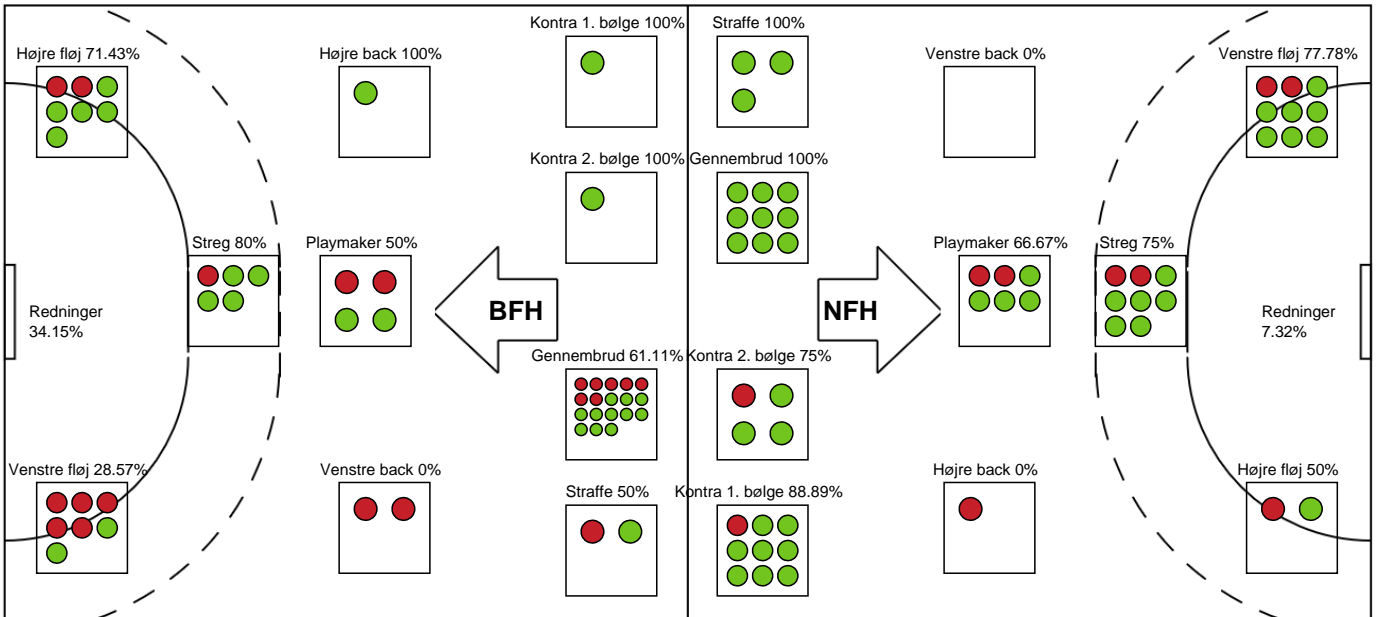 Kontra 1. bølge 100%
Straffe 100%
Højre fløj 71.43%
Højre back 100%
Venstre back 0%
Venstre fløj 77.78%
Kontra 2. bølge 100%
Gennembrud 100%
Streg 80%
Playmaker 50%
Playmaker 66.67%
Streg 75%
Redninger
34.15%
BFH
NFH
Redninger
7.32%
Gennembrud 61.11%
Kontra 2. bølge 75%
Venstre fløj 28.57%
Venstre back 0%
Straffe 50%
Kontra 1. bølge 88.89%
Højre back 0%
Højre fløj 50%